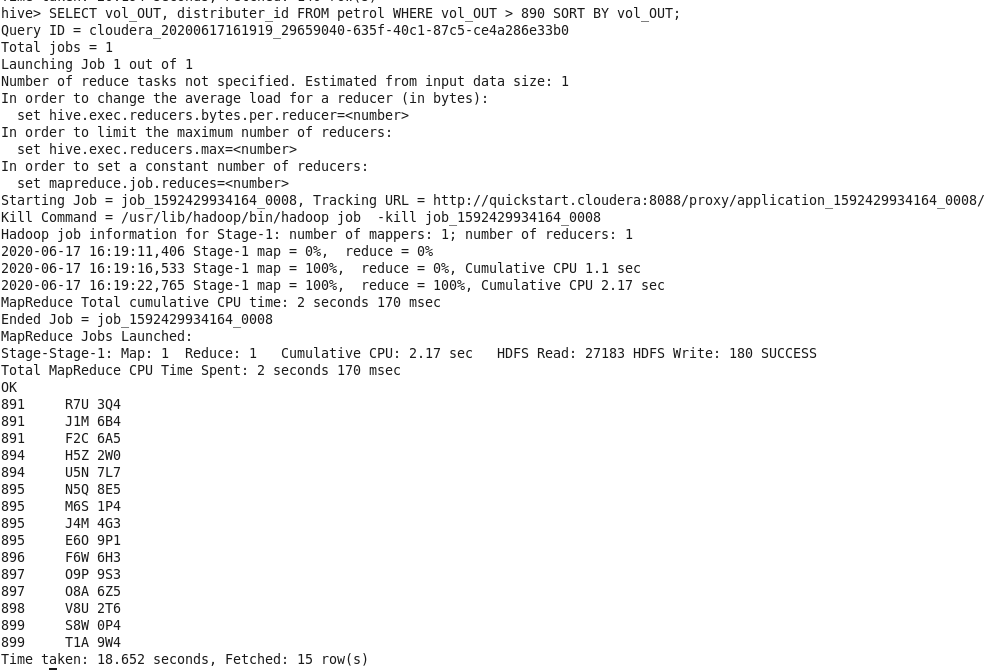 hive> SELECT vol_OUT, distributer_id FROM petrol WHERE vol_OUT > 890 SORT BY vol_OUT;
Query ID = cloudera_20200617161919_29659040-635f-40c1-87c5-ce4a286e33b0
Total jobs = 1
Launching Job 1 out of 1
Number of reduce tasks not specified. Estimated from input data size: 1
In order to change the average load for a reducer (in bytes):
  set hive.exec.reducers.bytes.per.reducer=<number>
In order to limit the maximum number of reducers:
  set hive.exec.reducers.max=<number>
In order to set a constant number of reducers:
  set mapreduce.job.reduces=<number>
Starting Job = job_1592429934164_0008, Tracking URL = http://quickstart.cloudera:8088/proxy/application_1592429934164_0008/
Kill Command = /usr/lib/hadoop/bin/hadoop job  -kill job_1592429934164_0008
Hadoop job information for Stage-1: number of mappers: 1; number of reducers: 1
2020-06-17 16:19:11,406 Stage-1 map = 0%,  reduce = 0%
2020-06-17 16:19:16,533 Stage-1 map = 100%,  reduce = 0%, Cumulative CPU 1.1 sec
2020-06-17 16:19:22,765 Stage-1 map = 100%,  reduce = 100%, Cumulative CPU 2.17 sec
MapReduce Total cumulative CPU time: 2 seconds 170 msec
Ended Job = job_1592429934164_0008
MapReduce Jobs Launched:
Stage-Stage-1: Map: 1  Reduce: 1   Cumulative CPU: 2.17 sec   HDFS Read: 27183 HDFS Write: 180 SUCCESS
Total MapReduce CPU Time Spent: 2 seconds 170 msec
OK
891     R7U 3Q4
891     J1M 6B4
891     F2C 6A5
894     H5Z 2W0
894     U5N 7L7
895     N5Q 8E5
895     M6S 1P4
895     J4M 4G3
895     E6O 9P1
896     F6W 6H3
897     O9P 9S3
897     O8A 6Z5
898     V8U 2T6
899     S8W 0P4
899     T1A 9W4
Time taken: 18.652 seconds, Fetched: 15 row(s)